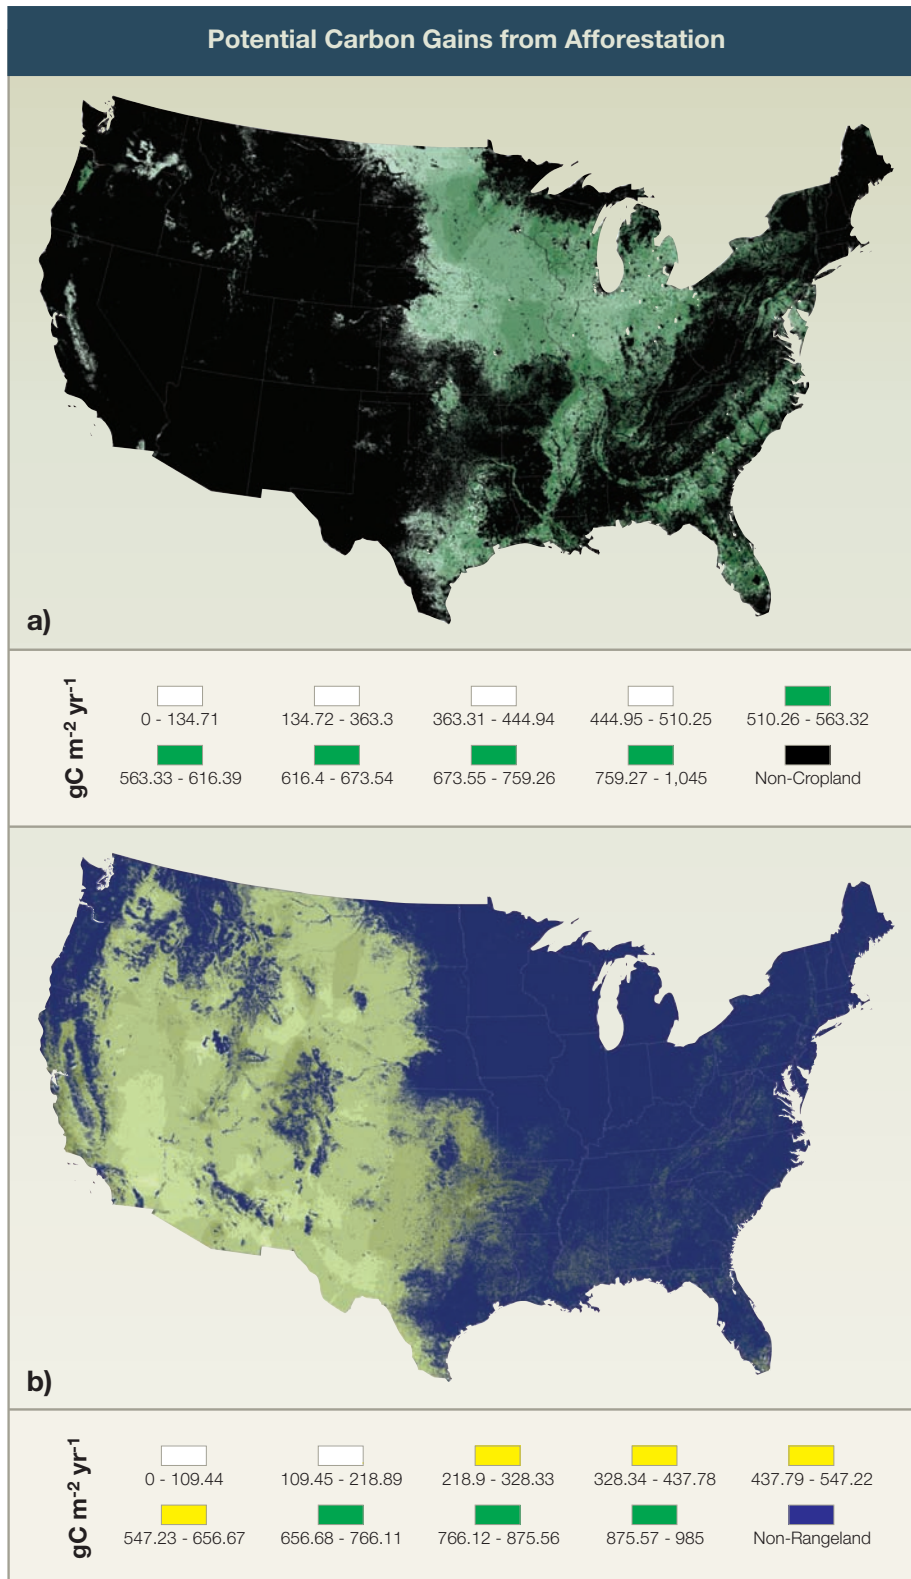 Potential Carbon Gains from Afforestation
a)
gC m-2 yr-1
0 - 134.71 134.72 - 363.3 363.31 - 444.94 444.95 - 510.25 510.26 - 563.32
563.33 - 616.39 616.4 - 673.54 673.55 - 759.26 759.27 - 1,045 Non-Cropland
b)
gC m-2 yr-1
0 - 109.44 109.45 - 218.89 218.9 - 328.33 328.34 - 437.78 437.79 - 547.22
547.23 - 656.67 656.68 - 766.11 766.12 - 875.56 875.57 - 985 Non-Rangeland